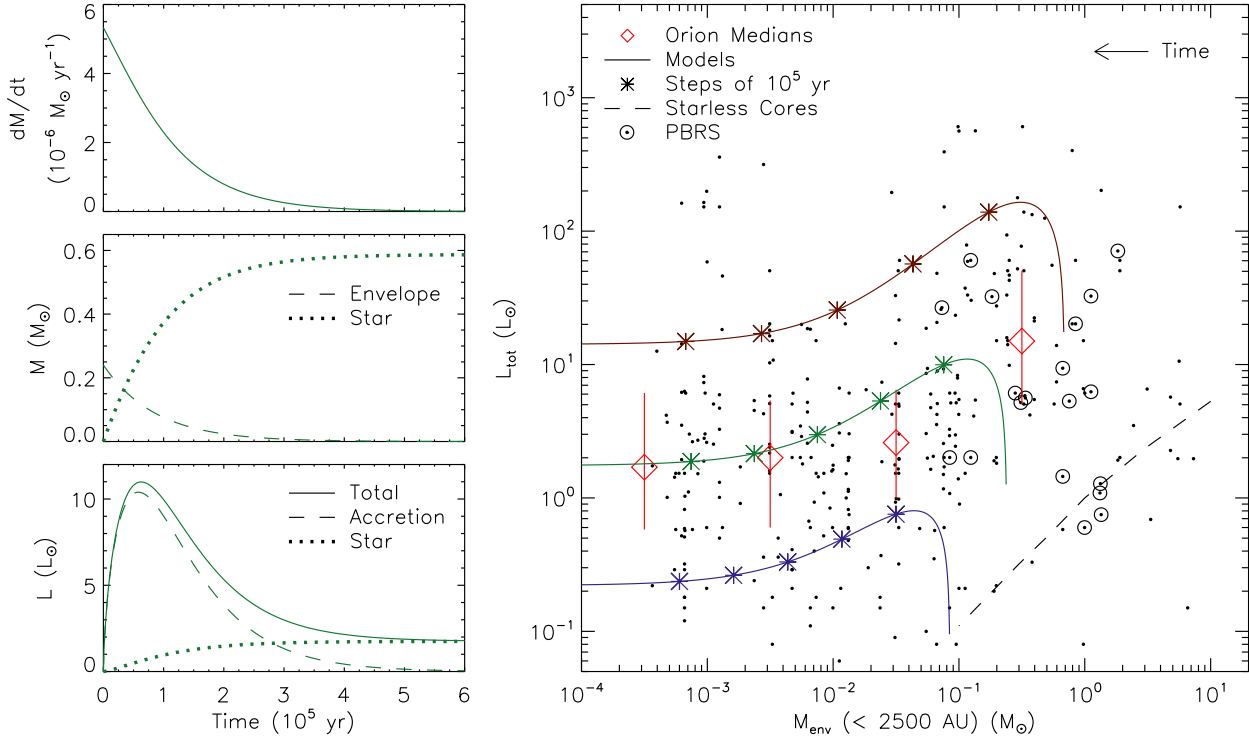 6
4
2
0
dM/dt
(10⁻⁶ M⊙ yr⁻¹)
0.6
0.4
0.2
0.0
M (M⊙)
Envelope
Star
10
5
0
L (L⊙)
Total
Accretion
Star
0 1 2 3 4 5 6
Time (10⁵ yr)
Orion Medians
Models
Steps of 10⁵ yr
Starless Cores
PBRS
Time
10³
10²
10¹
10⁰
10⁻¹
L_tot (L⊙)
10⁻⁴ 10⁻³ 10⁻² 10⁻¹ 10⁰ 10¹
M_env (< 2500 AU) (M⊙)